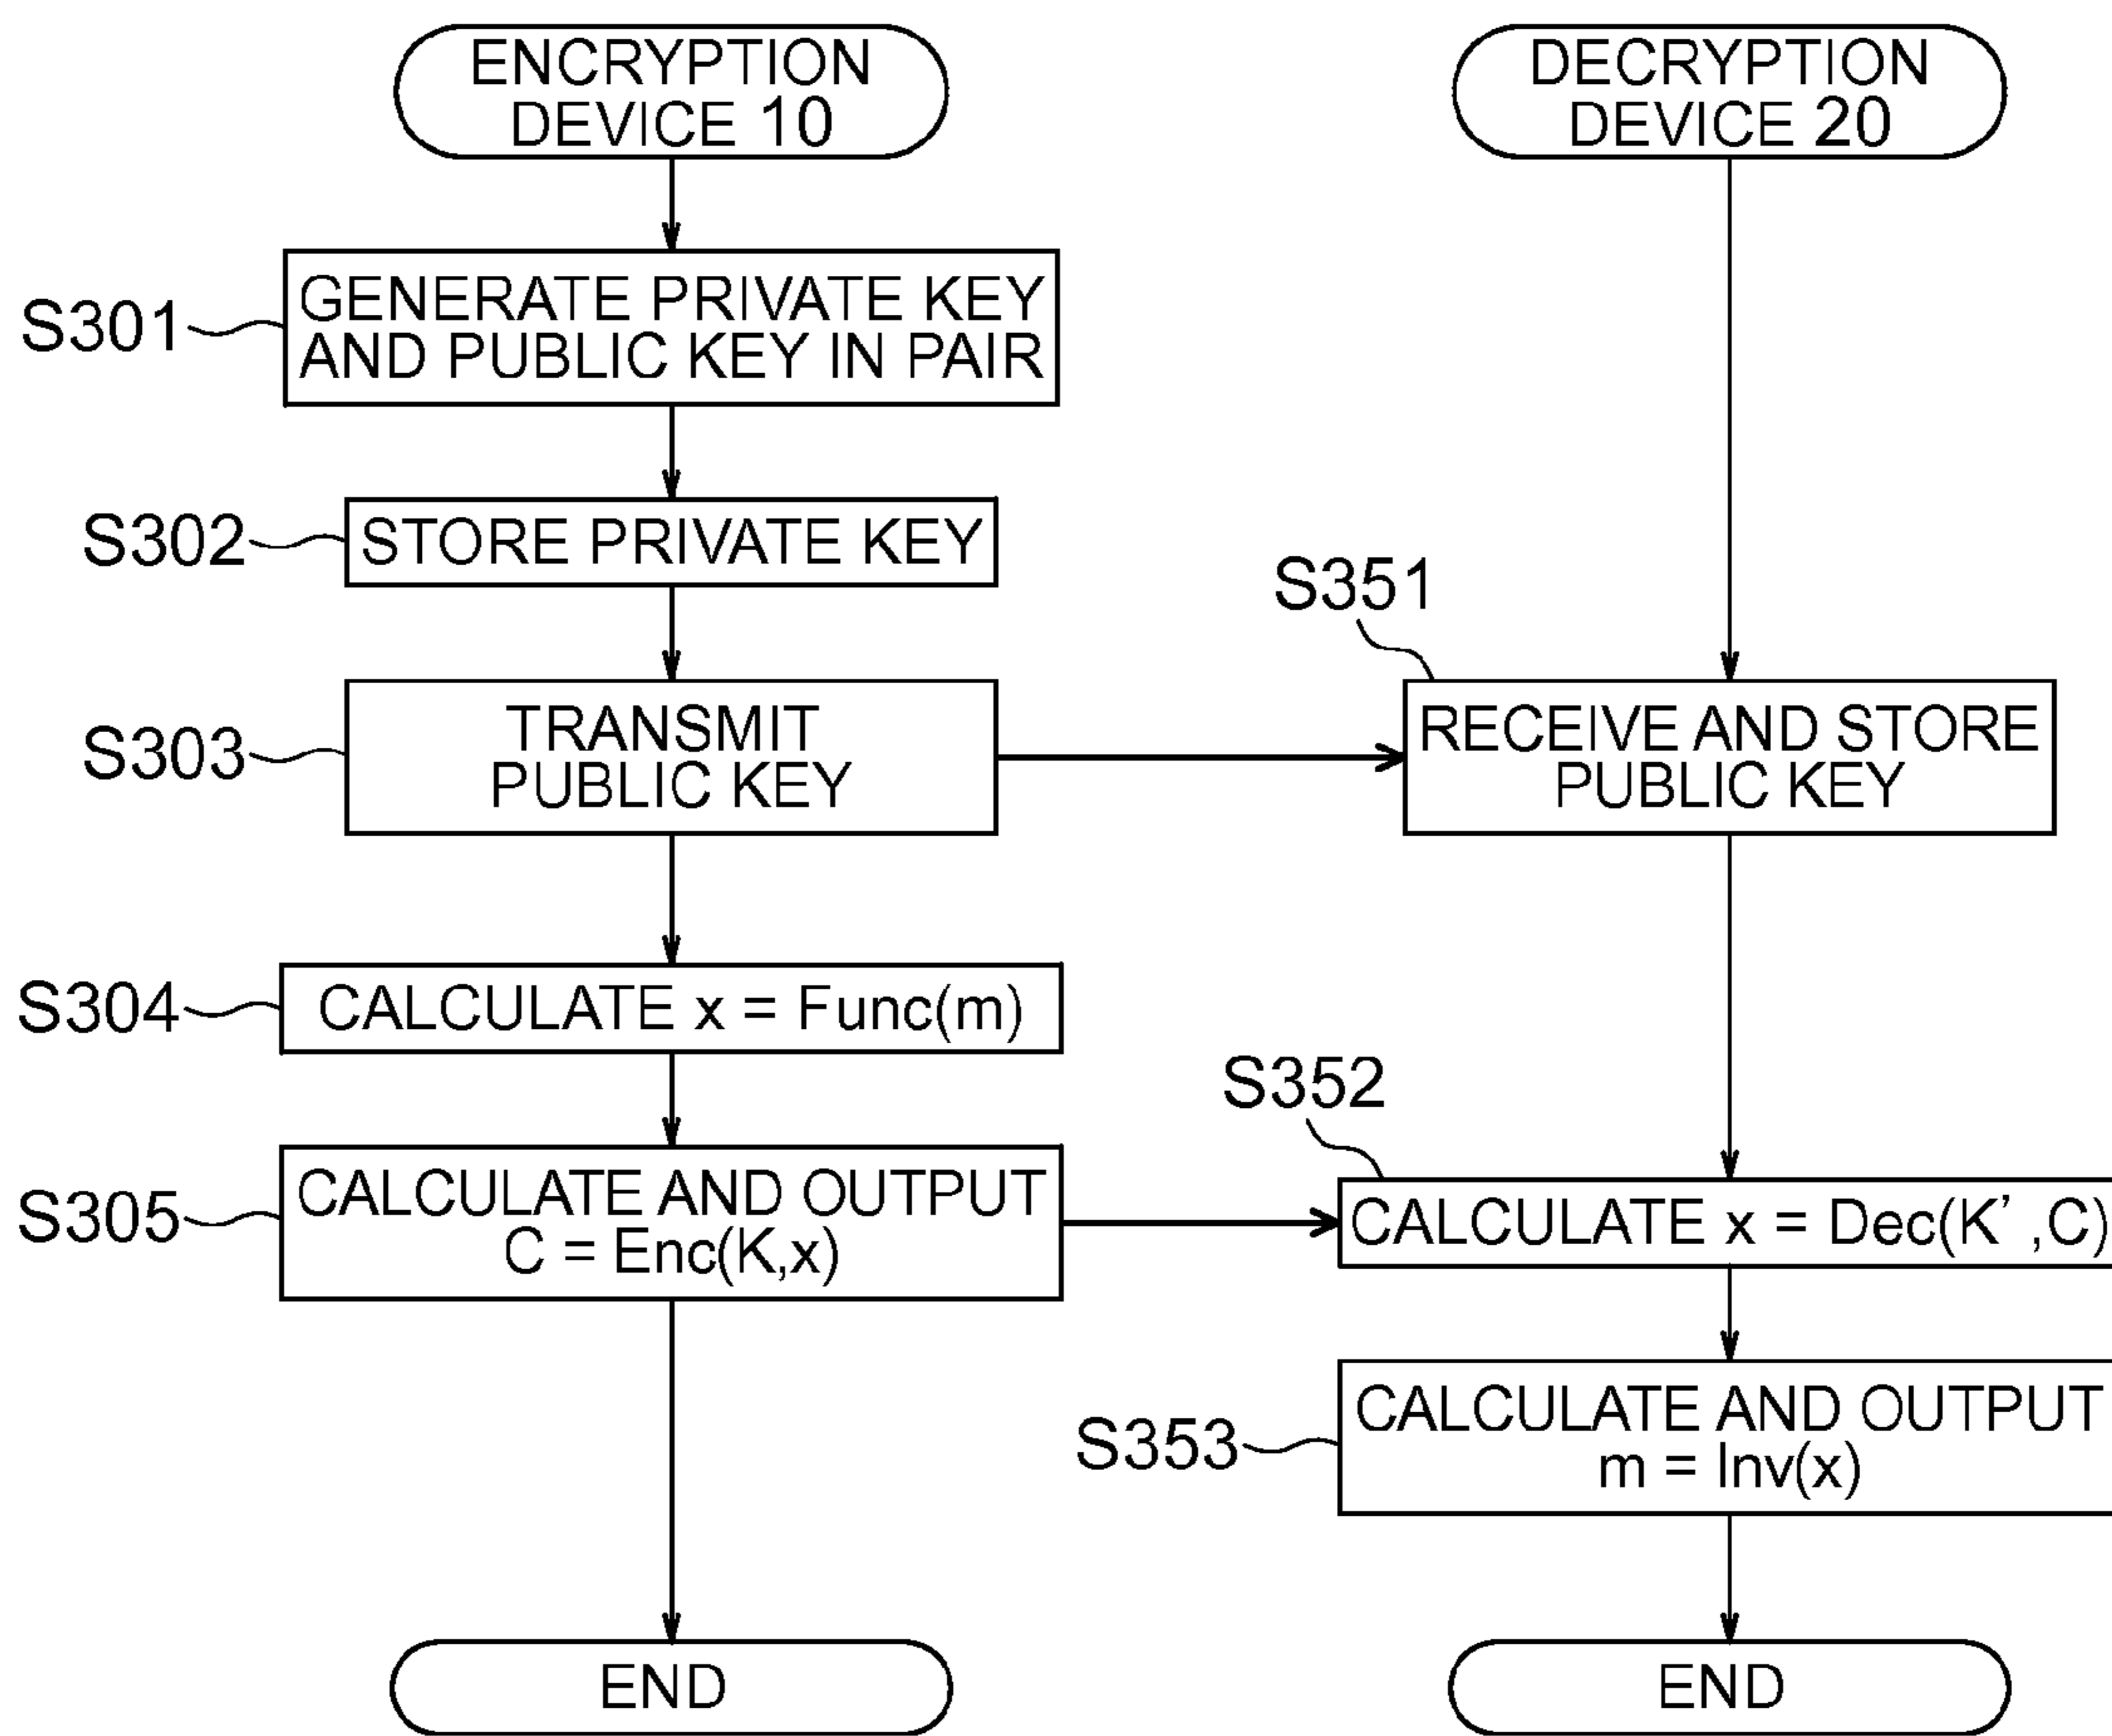 ENCRYPTION
DEVICE 10
DECRYPTION
DEVICE 20
S301
GENERATE PRIVATE KEY
AND PUBLIC KEY IN PAIR
S302
STORE PRIVATE KEY
S351
S303
TRANSMIT
PUBLIC KEY
RECEIVE AND STORE
PUBLIC KEY
S304
CALCULATE x = Func(m)
S352
S305
CALCULATE AND OUTPUT
C = Enc(K,x)
CALCULATE x = Dec(K’ ,C)
S353
CALCULATE AND OUTPUT
m = Inv(x)
END
END